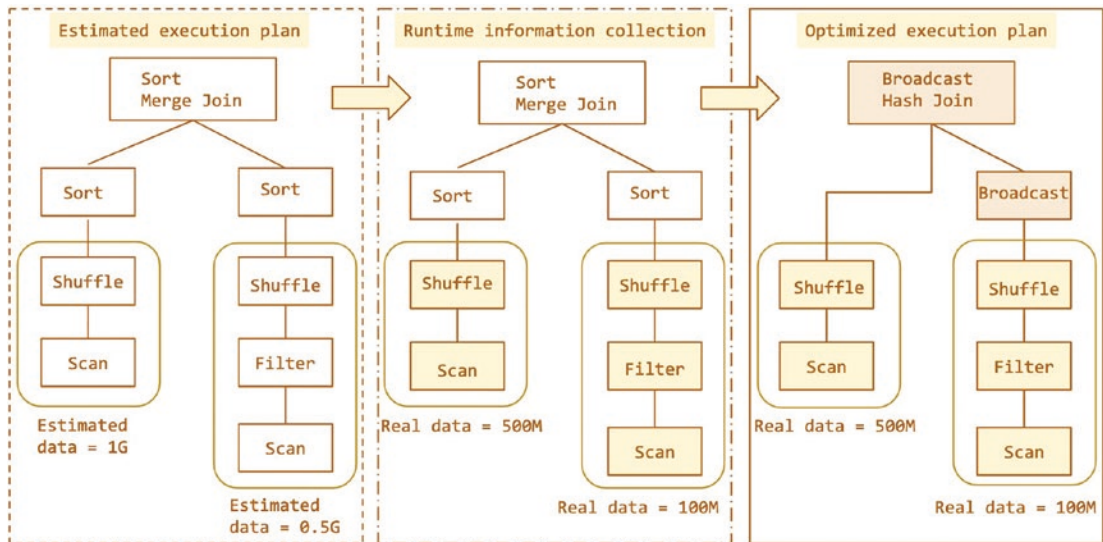 Estimated execution plan
Sort
Merge Join
Sort
Sort
Shuffle
Shuffle
Scan
Filter
Scan
Estimated
data = 1G
Estimated
data = 0.5G
Runtime information collection
Sort
Merge Join
Sort
Sort
Shuffle
Shuffle
Scan
Filter
Scan
Real data = 500M
Real data = 100M
Optimized execution plan
Broadcast
Hash Join
Broadcast
Shuffle
Shuffle
Scan
Filter
Scan
Real data = 500M
Real data = 100M